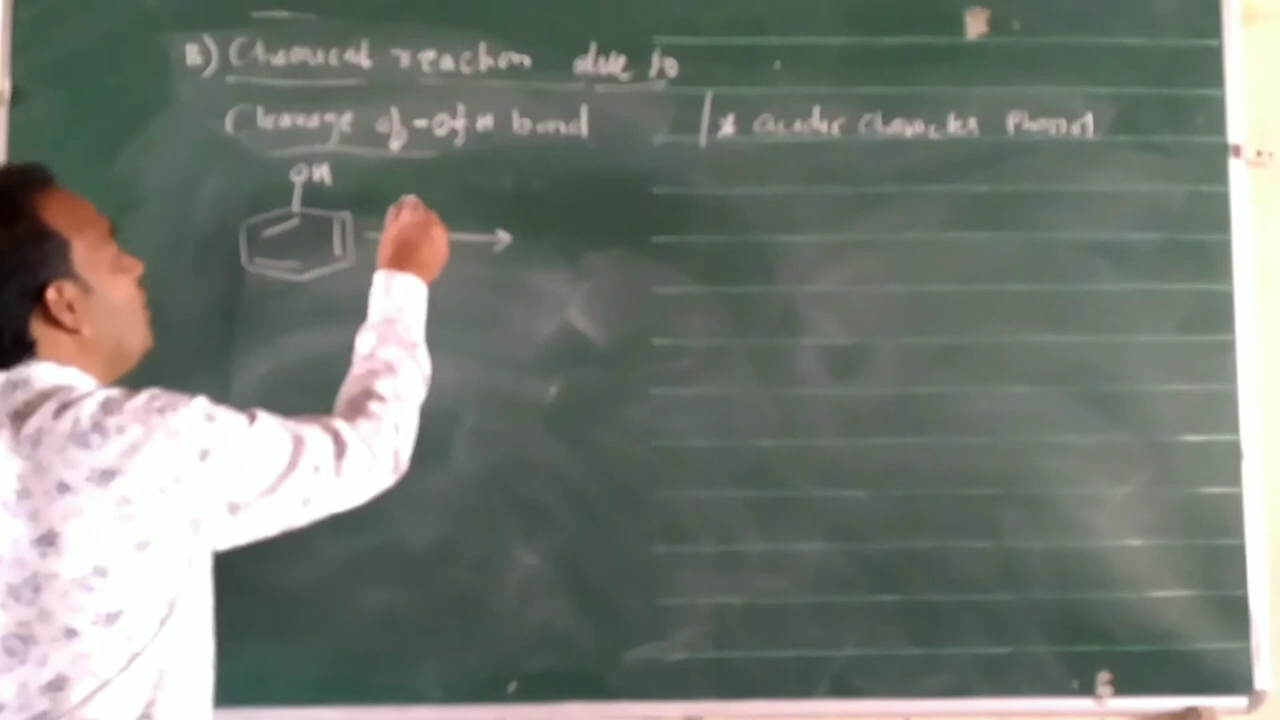 B) Chemical reaction due to
Cleavage of -O-H bond
/* acidic character Phenol
OH